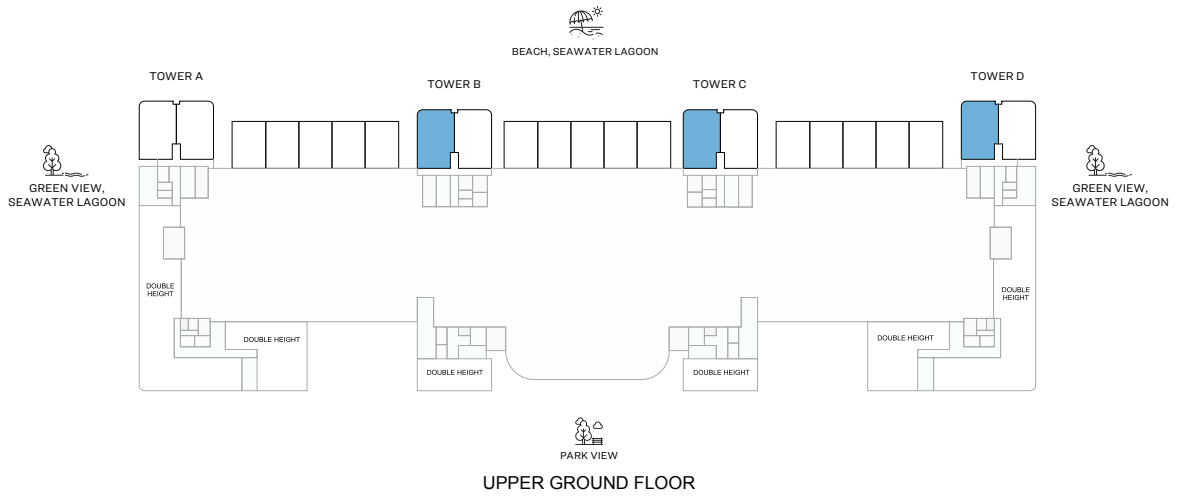 BEACH, SEAWATER LAGOON
TOWER A
TOWER B
TOWER C
TOWER D
GREEN VIEW,
SEAWATER LAGOON
GREEN VIEW,
SEAWATER LAGOON
DOUBLE
HEIGHT
DOUBLE
HEIGHT
DOUBLE HEIGHT
DOUBLE HEIGHT
DOUBLE HEIGHT
DOUBLE HEIGHT
PARK VIEW
UPPER GROUND FLOOR